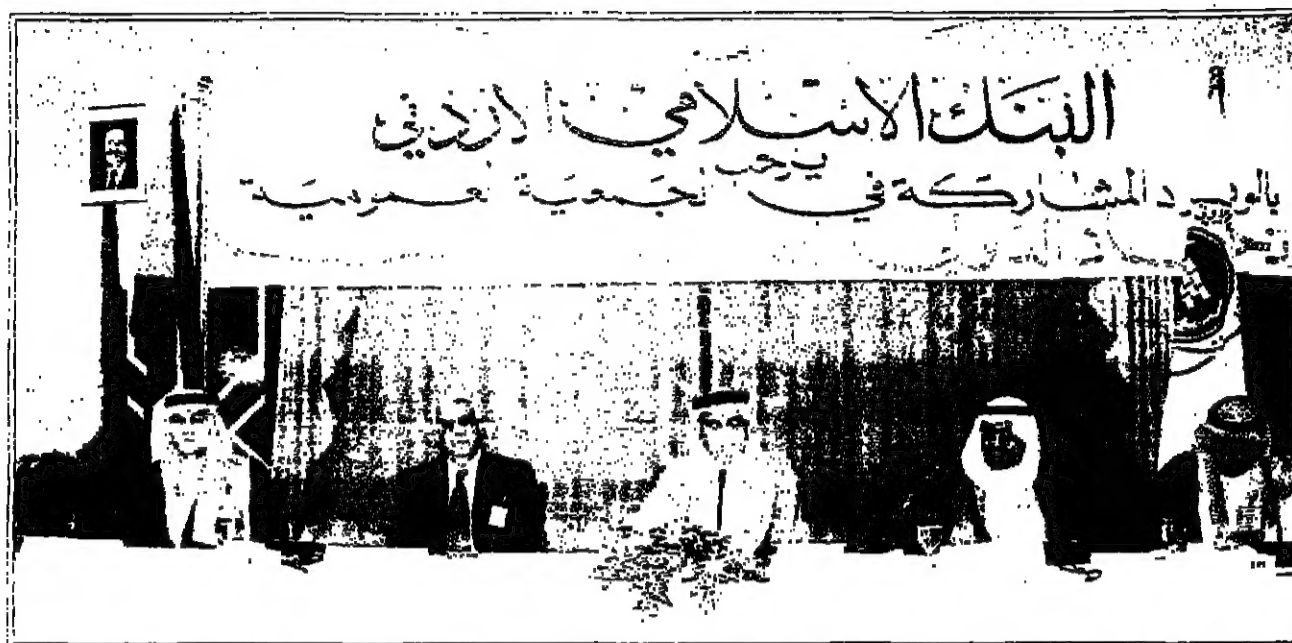 البنك الاسلامي الأردني
يرحب
بالوفود المشاركة في الجمعية العمومية